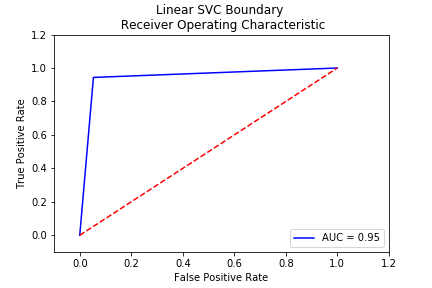 Linear SVC Boundary
Receiver Operating Characteristic
1.2
1.0
0.8
0.6
0.4
0.2
0.0
True Positive Rate
AUC = 0.95
0.0 0.2 0.4 0.6 0.8 1.0 1.2
False Positive Rate